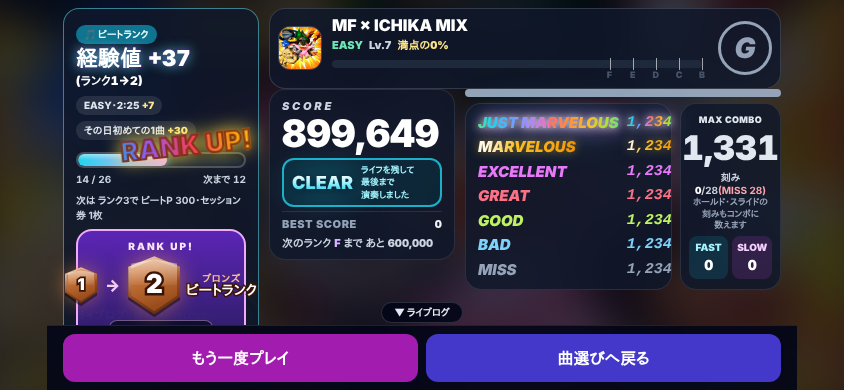 ビートランク
経験値 +37
(ランク1→2)
EASY・2:25 +7
その日初めての1曲 +30
RANK UP!
14 / 26
次まで 12
次は ランク3で ビートP 300・セッション
券 1枚
RANK UP!
1
→
2
ブロンズ
ビートランク
MF × ICHIKA MIX
EASY Lv.7 満点の0%
F E D C B
G
SCORE
899,649
CLEAR
ライフを残して
最後まで
演奏しました
BEST SCORE 0
次のランク F まで あと 600,000
JUST MARVELOUS 1,234
MARVELOUS 1,234
EXCELLENT 1,234
GREAT 1,234
GOOD 1,234
BAD 1,234
MISS 1,234
MAX COMBO
1,331
刻み
0/28(MISS 28)
ホールド・スライドの
刻みもコンボに
数えます
FAST
0
SLOW
0
▼ ライブログ
もう一度プレイ
曲選びへ戻る